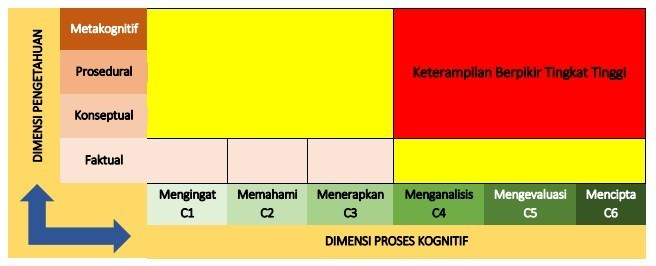 DIMENSI PENGETAHUAN
Metakognitif
Prosedural
Konseptual
Faktual
Keterampilan Berpikir Tingkat Tinggi
Mengingat
C1
Memahami
C2
Menerapkan
C3
Menganalisis
C4
Mengevaluasi
C5
Mencipta
C6
DIMENSI PROSES KOGNITIF